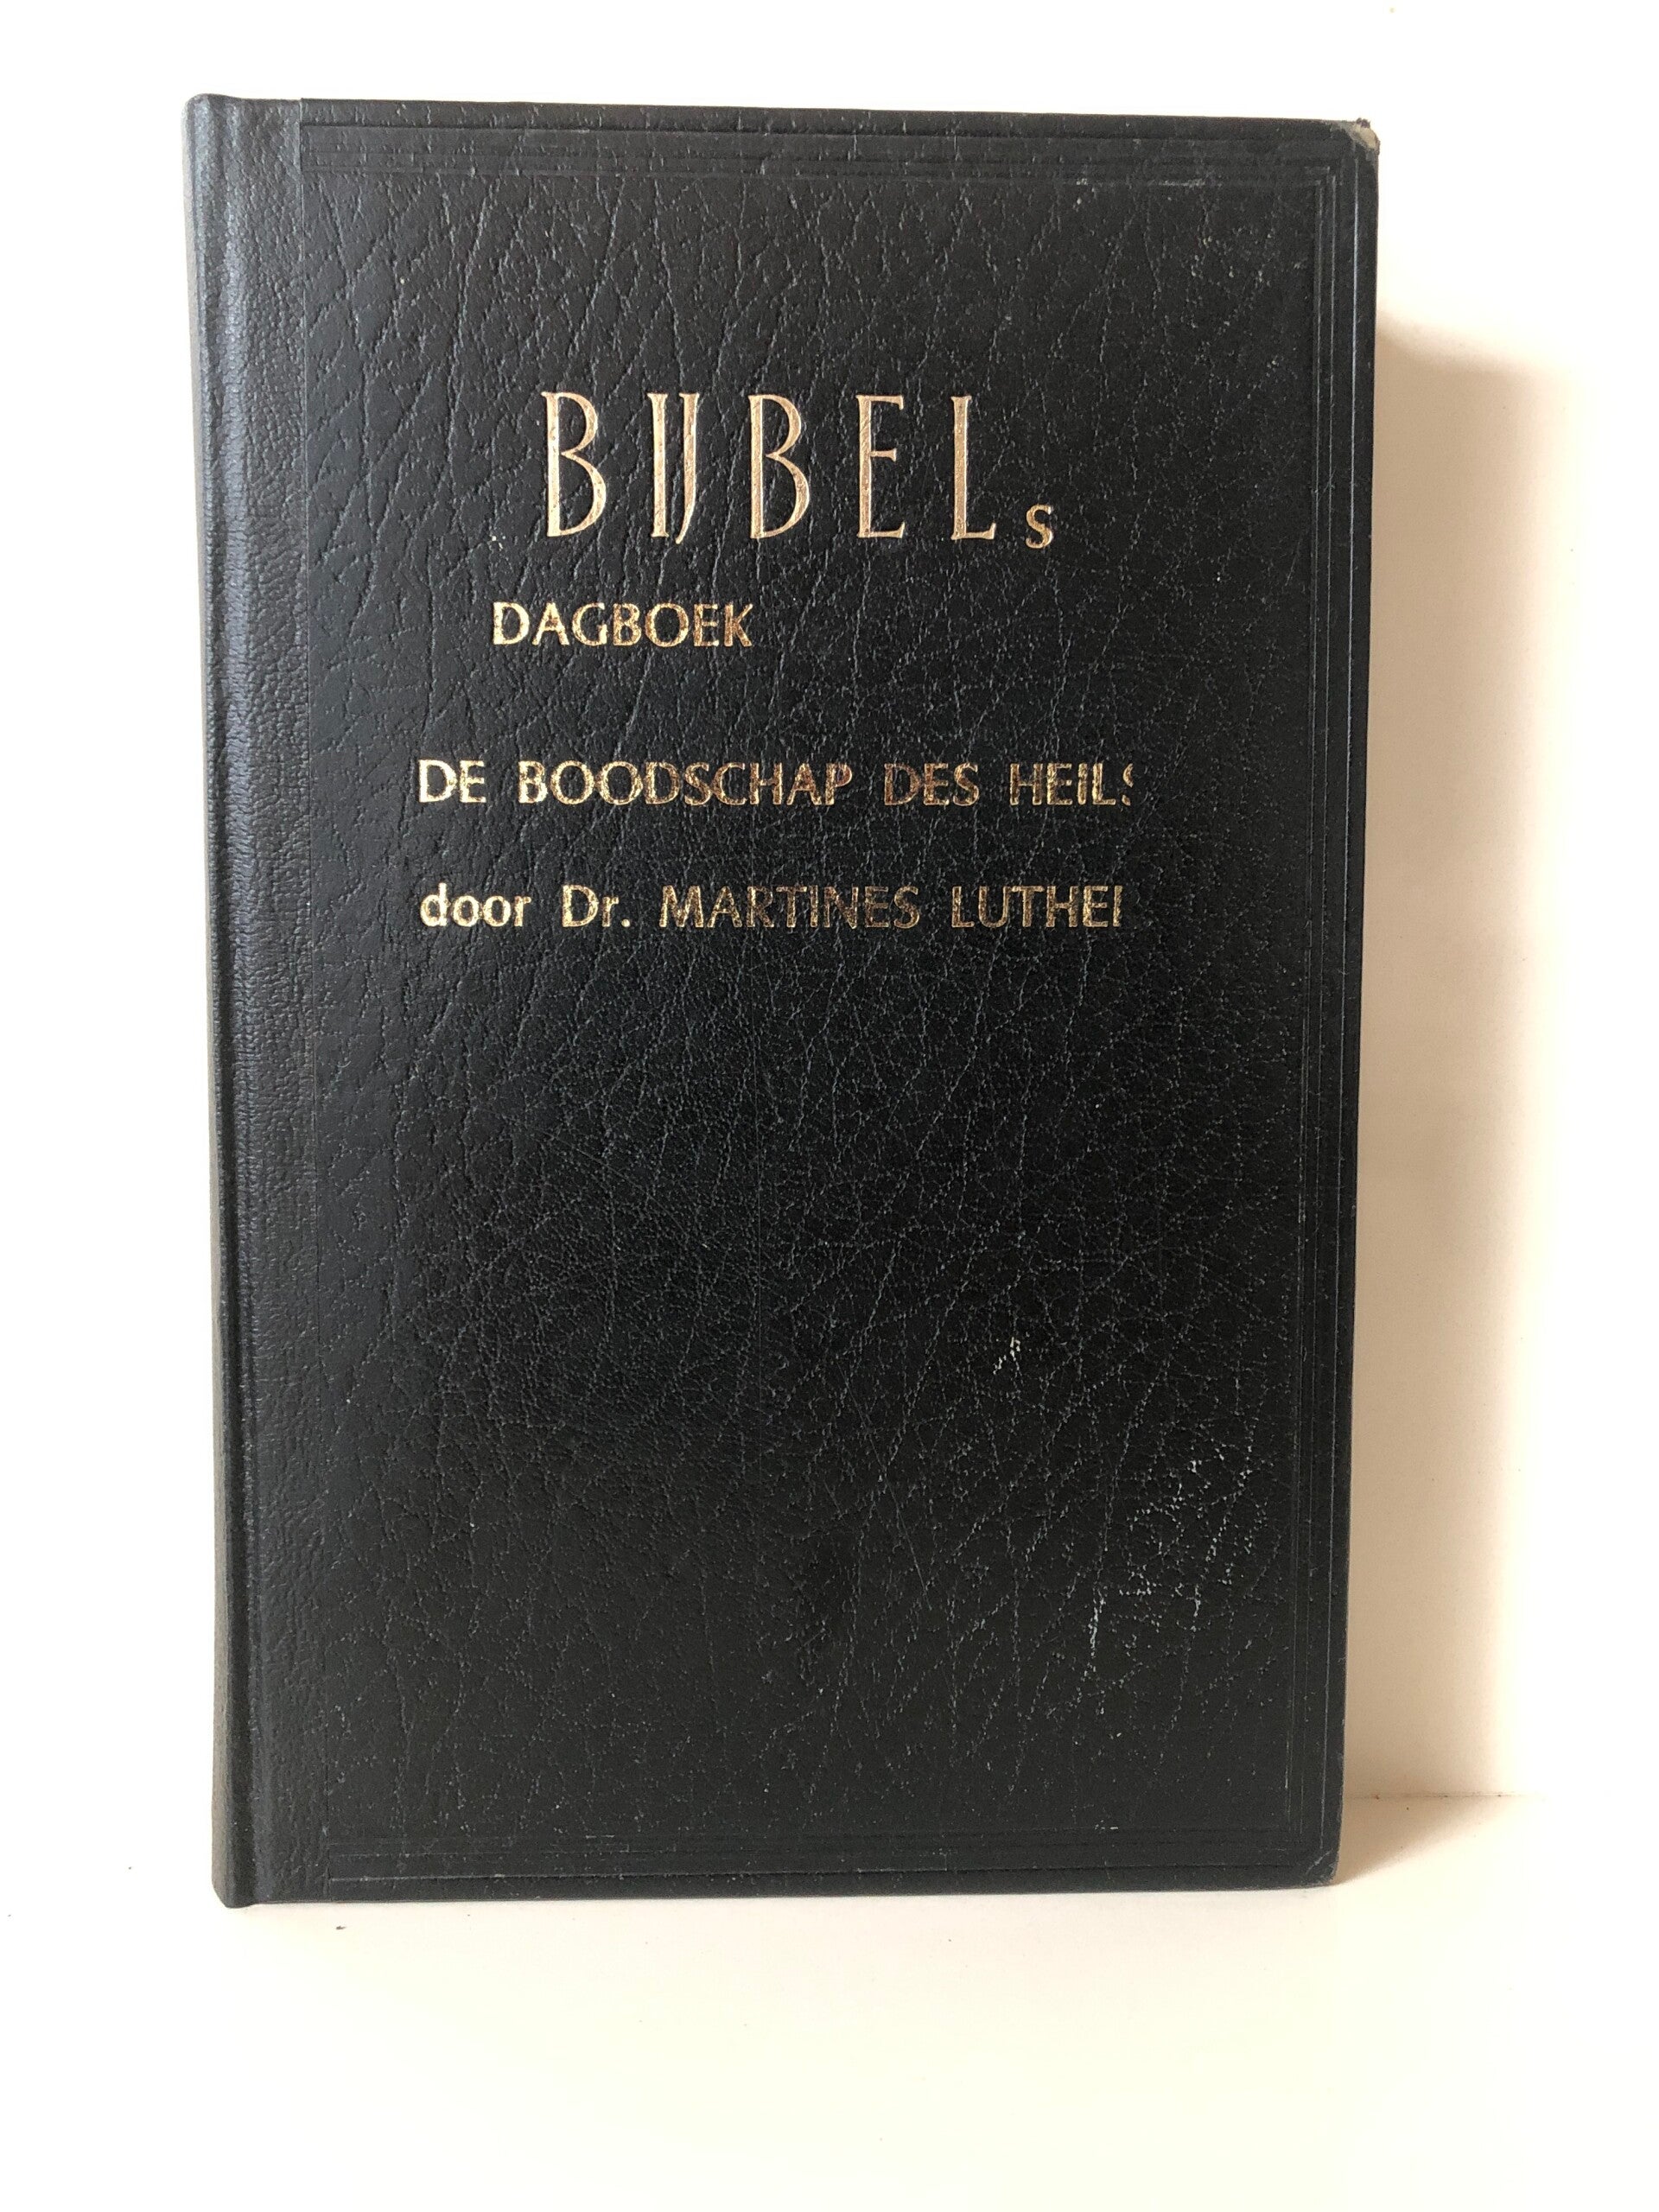 BIJBELs
DAGBOEK
DE BOODSCHAP DES HEILS
door Dr. MARTINES LUTHER